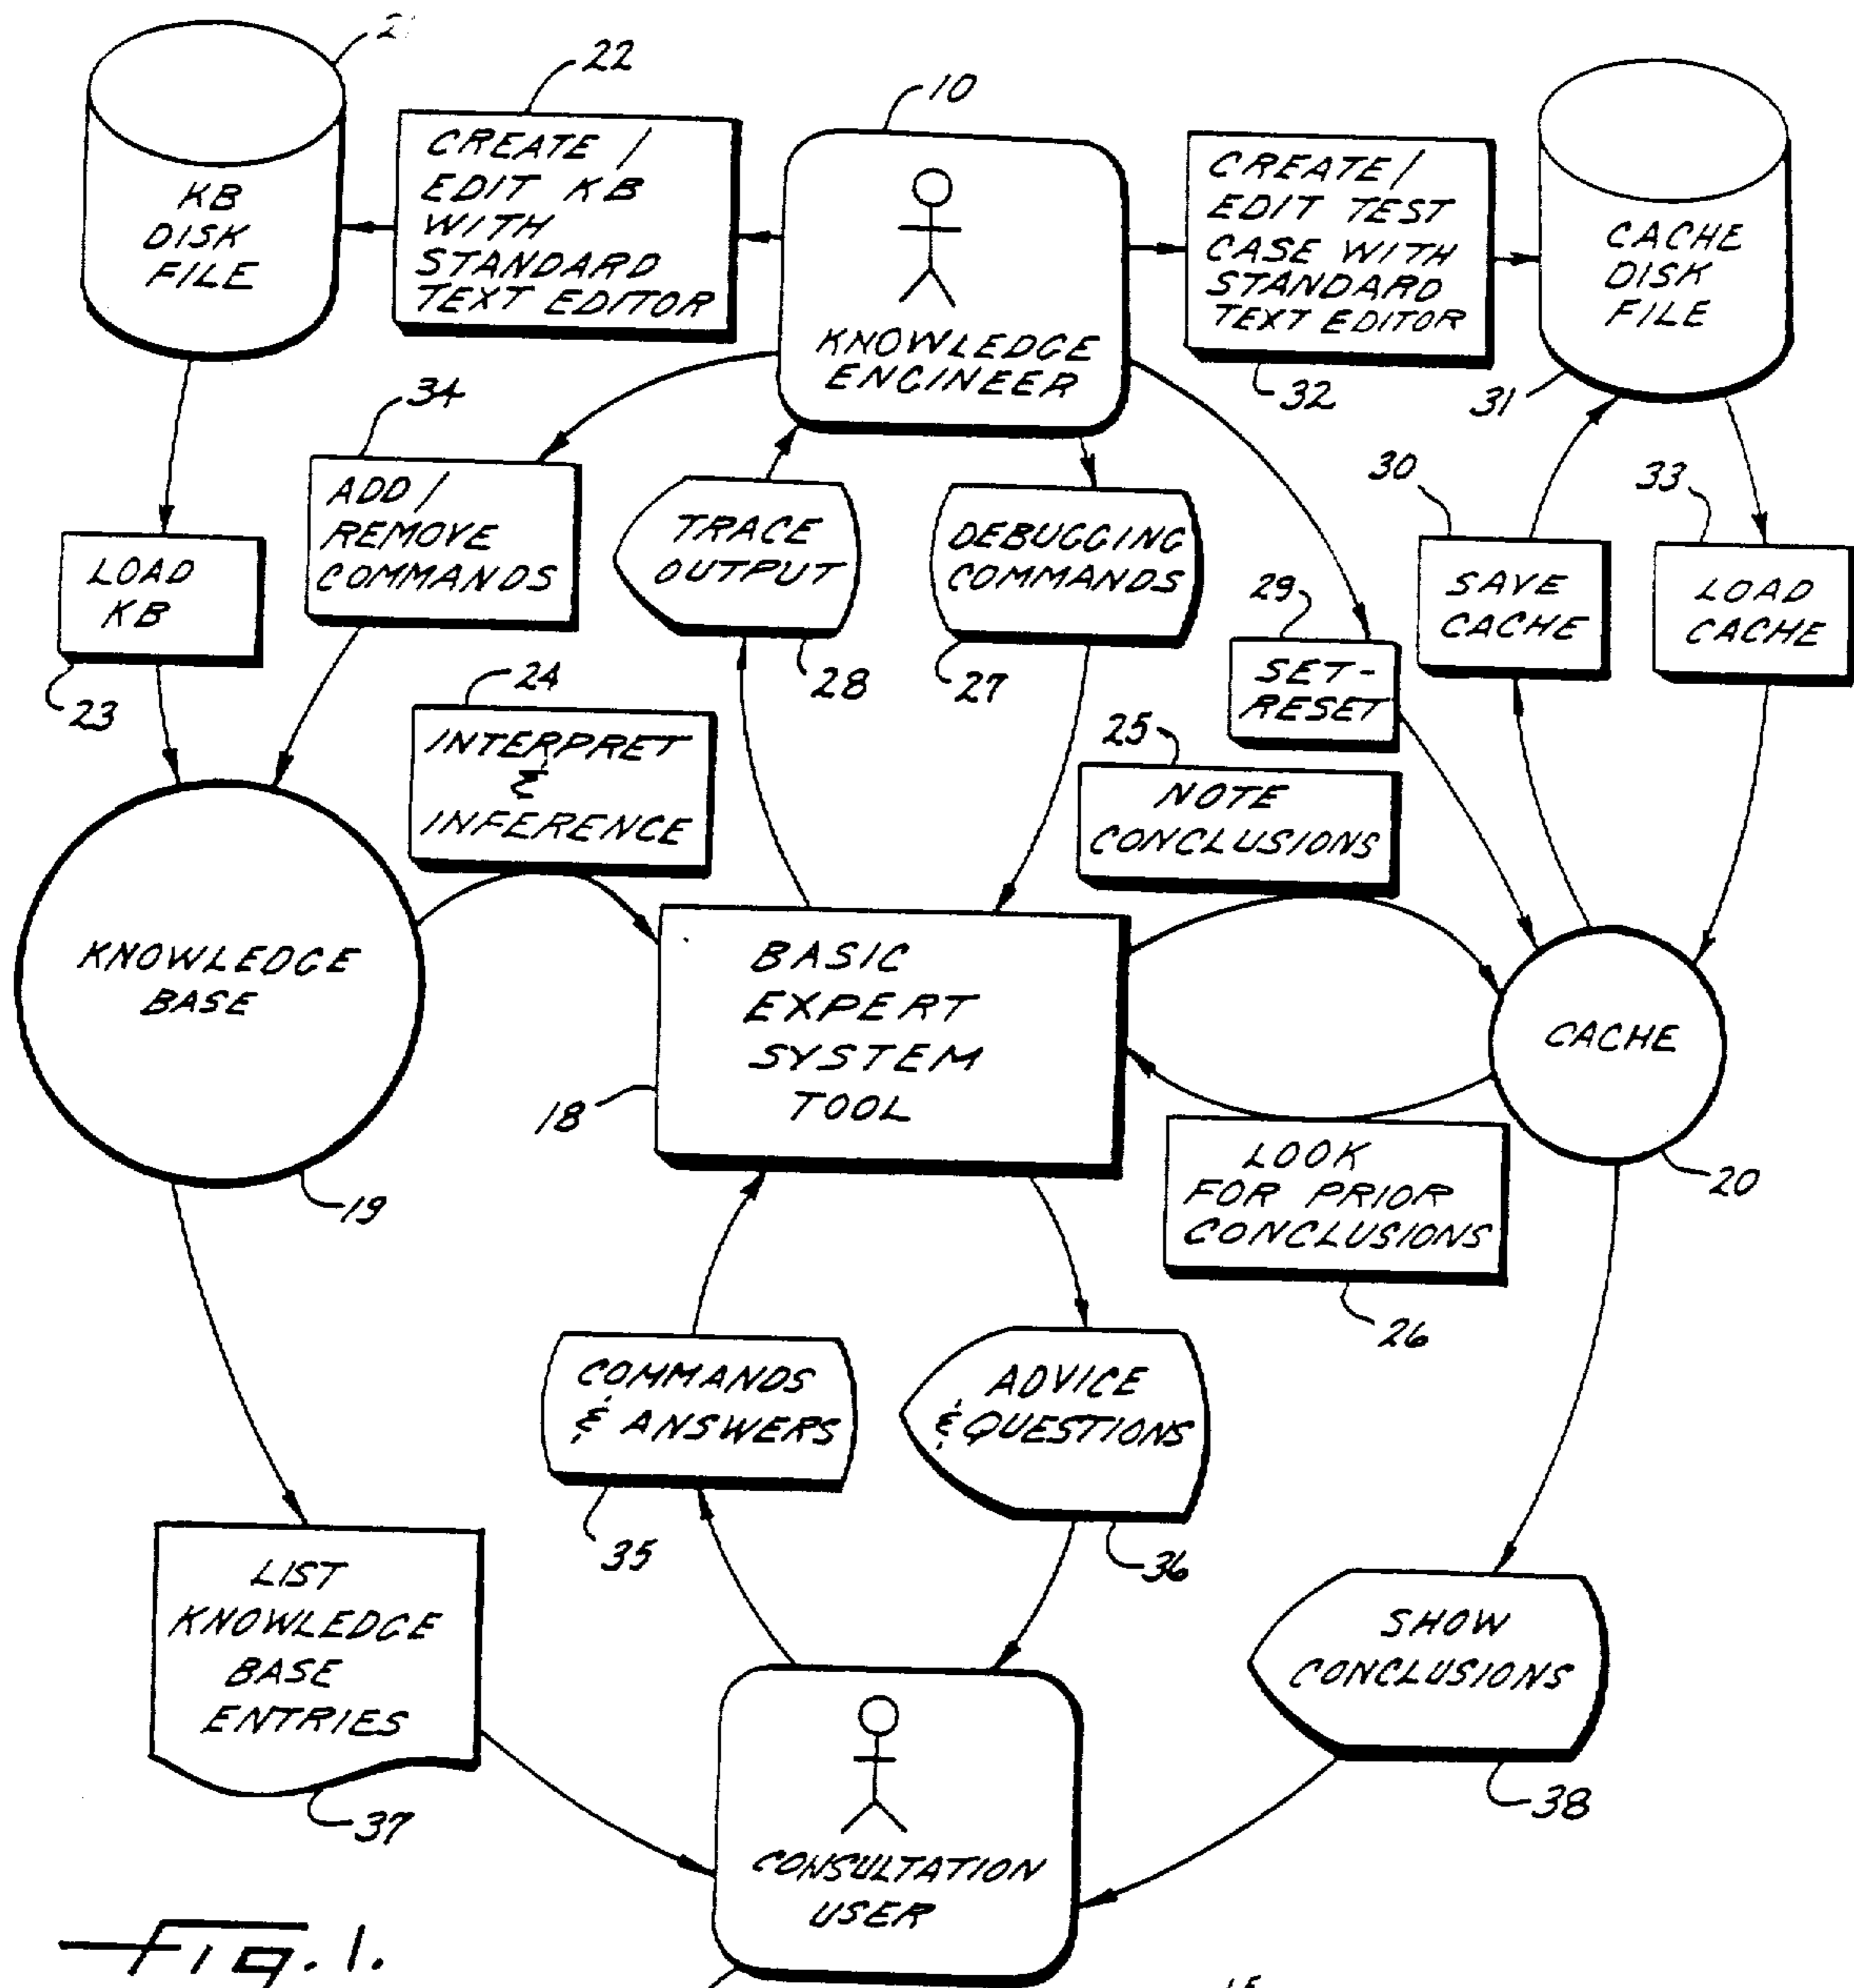 22
10
CREATE /
EDIT KB
WITH
STANDARD
TEXT EDITOR
KB
DISK
FILE
KNOWLEDGE
ENGINEER
CREATE /
EDIT TEST
CASE WITH
STANDARD
TEXT EDITOR
32
CACHE
DISK
FILE
31
34
ADD /
REMOVE
COMMANDS
LOAD
KB
23
TRACE
OUTPUT
28
DEBUGGING
COMMANDS
27
29
SET-
RESET
30
SAVE
CACHE
33
LOAD
CACHE
24
INTERPRET
&
INFERENCE
25
NOTE
CONCLUSIONS
KNOWLEDGE
BASE
19
BASIC
EXPERT
SYSTEM
TOOL
18
CACHE
20
LOOK
FOR PRIOR
CONCLUSIONS
26
COMMANDS
& ANSWERS
35
ADVICE
& QUESTIONS
36
LIST
KNOWLEDGE
BASE
ENTRIES
37
SHOW
CONCLUSIONS
38
CONSULTATION
USER
Fig. 1.